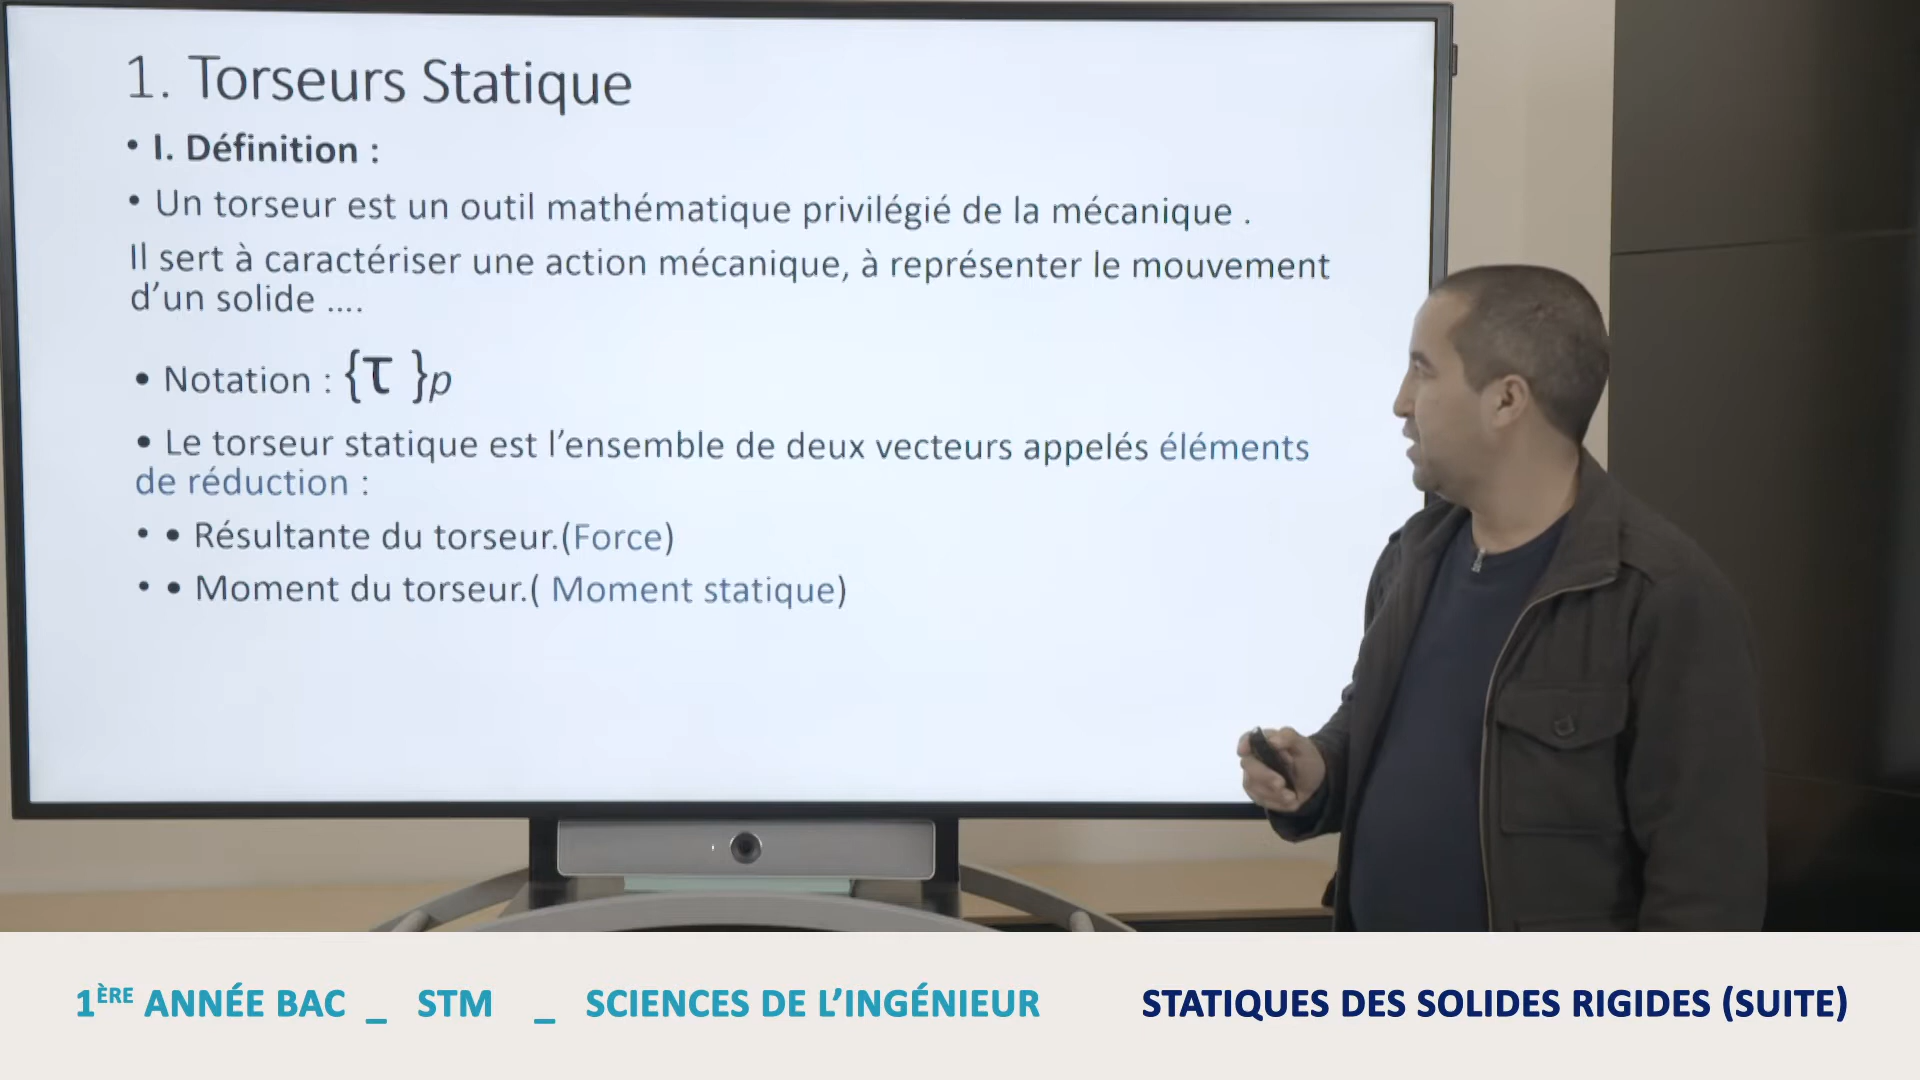 1. Torseurs Statique
• I. Définition :
• Un torseur est un outil mathématique privilégié de la mécanique .
Il sert à caractériser une action mécanique, à représenter le mouvement
d’un solide ....
• Notation : {τ }p
• Le torseur statique est l’ensemble de deux vecteurs appelés éléments
de réduction :
• • Résultante du torseur.(Force)
• • Moment du torseur.( Moment statique)
1ÈRE ANNÉE BAC _ STM _ SCIENCES DE L’INGÉNIEUR STATIQUES DES SOLIDES RIGIDES (SUITE)